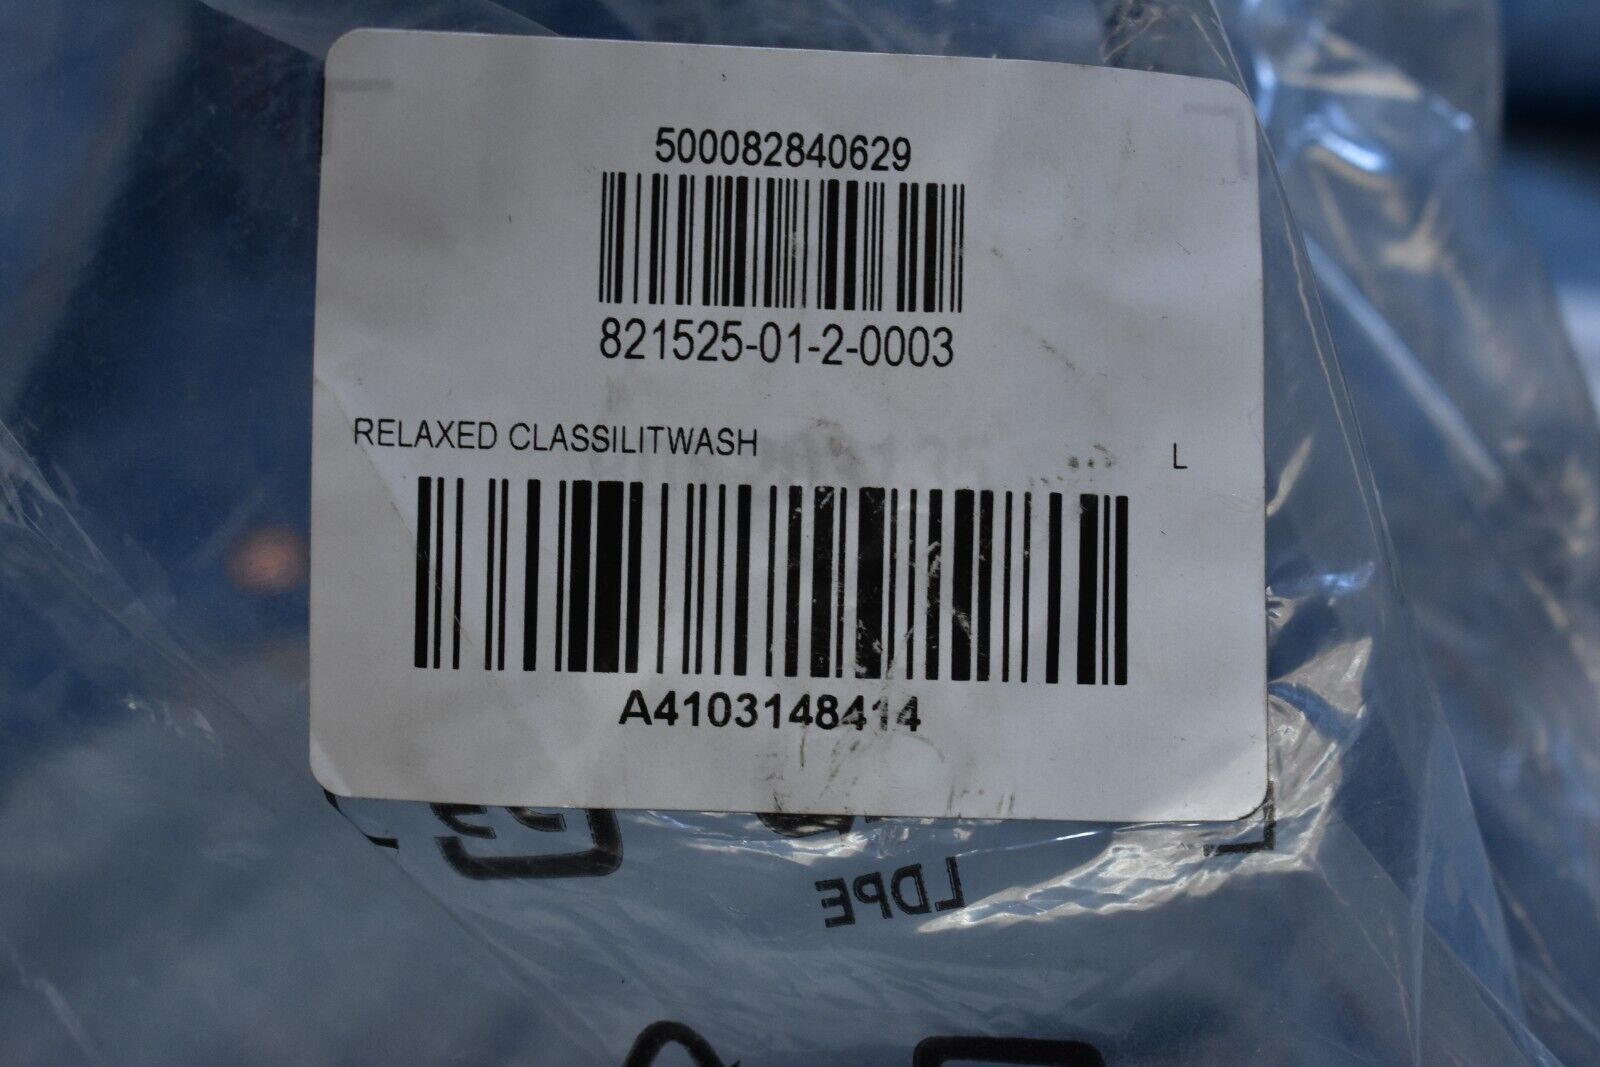 500082840629
821525-01-2-0003
RELAXED CLASSILITWASH L
A4103148414
LDPE